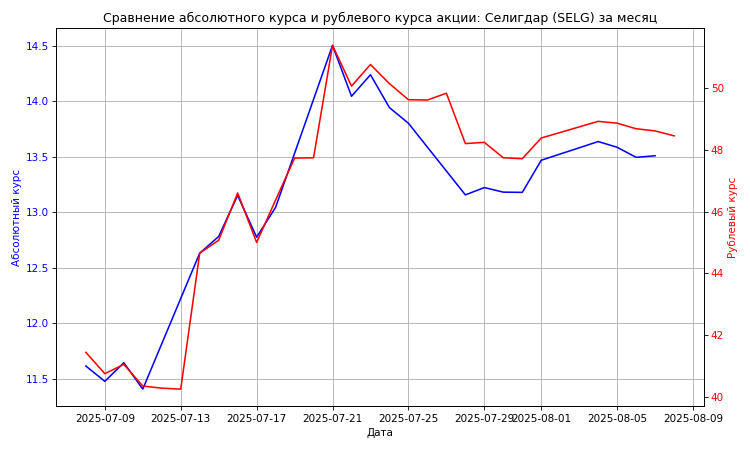 Сравнение абсолютного курса и рублевого курса акции: Селигдар (SELG) за месяц
Абсолютный курс
14.5
14.0
13.5
13.0
12.5
12.0
11.5
Рублевый курс
50
48
46
44
42
40
2025-07-09 2025-07-13 2025-07-17 2025-07-21 2025-07-25 2025-07-29 2025-08-01 2025-08-05 2025-08-09
Дата